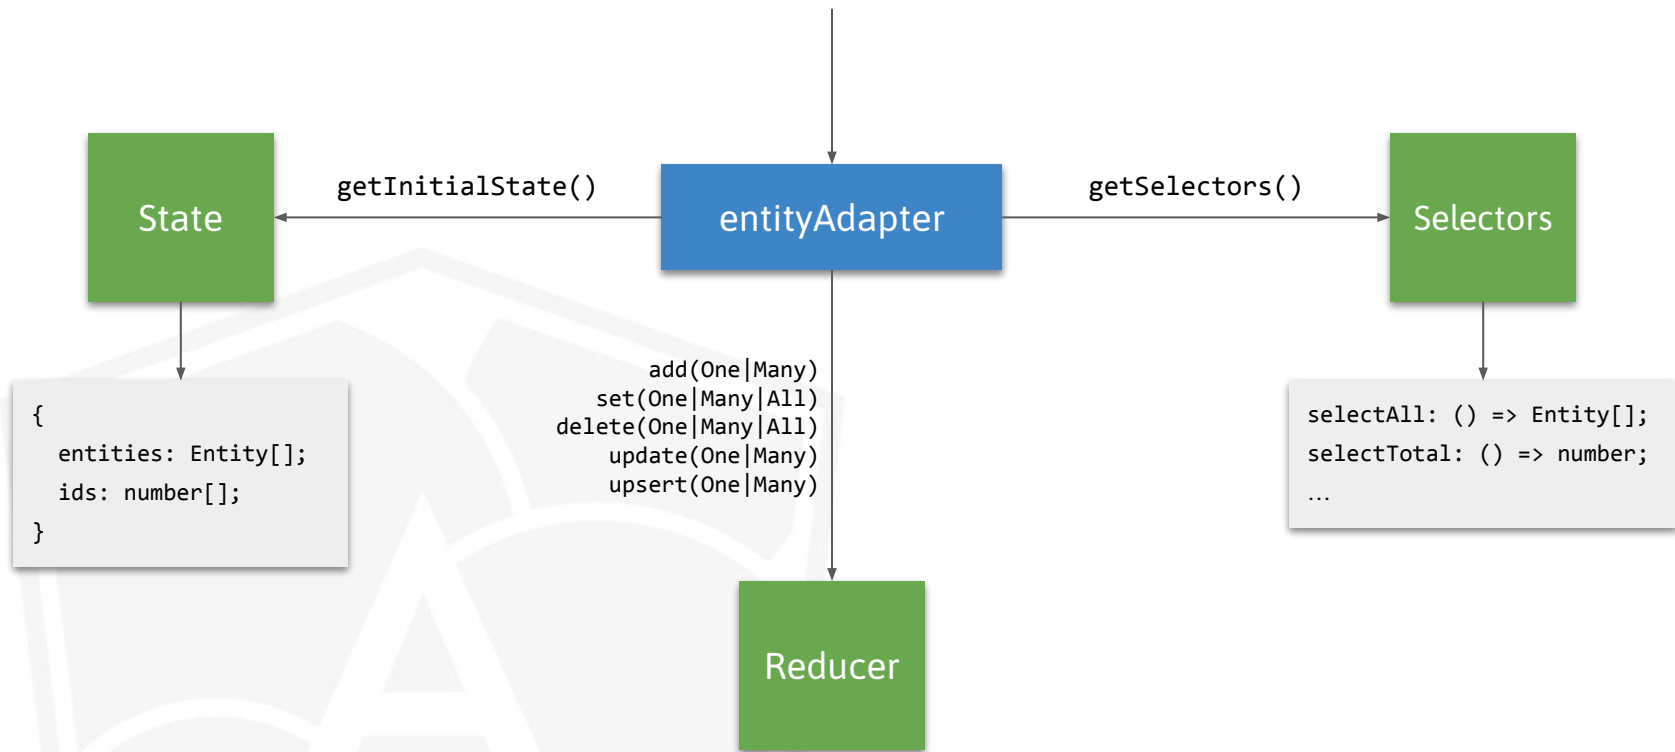 State
getInitialState()
entityAdapter
getSelectors()
Selectors
{
  entities: Entity[];
  ids: number[];
}
add(One|Many)
set(One|Many|All)
delete(One|Many|All)
update(One|Many)
upsert(One|Many)
selectAll: () => Entity[];
selectTotal: () => number;
…
Reducer